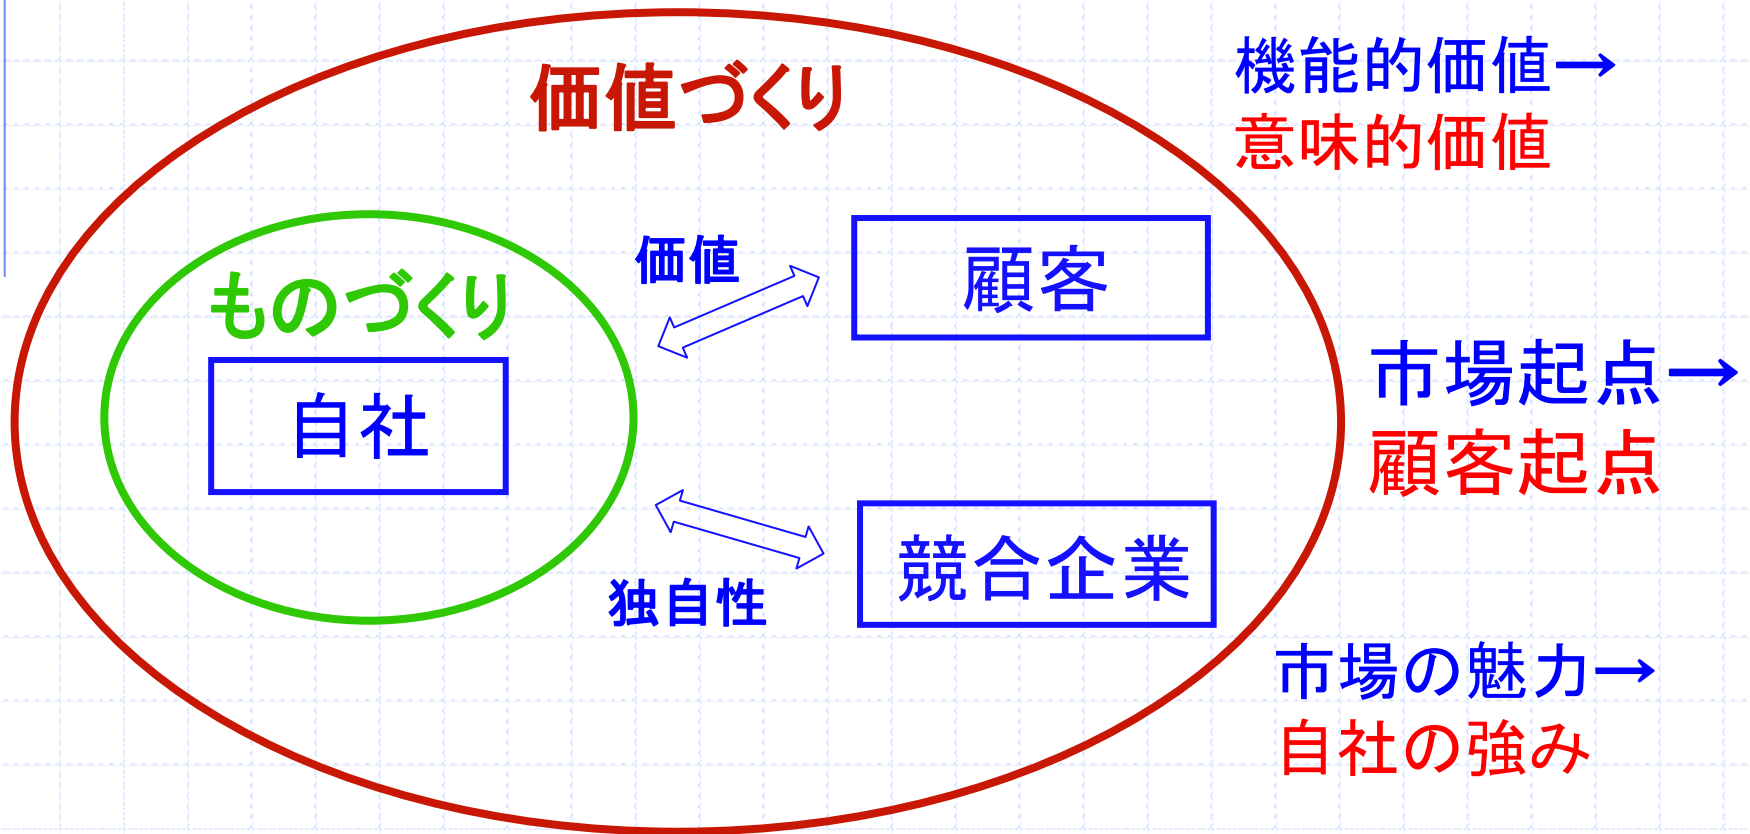 価値づくり
機能的価値→
意味的価値
ものづくり
自社
価値
顧客
市場起点→
顧客起点
独自性
競合企業
市場の魅力→
自社の強み